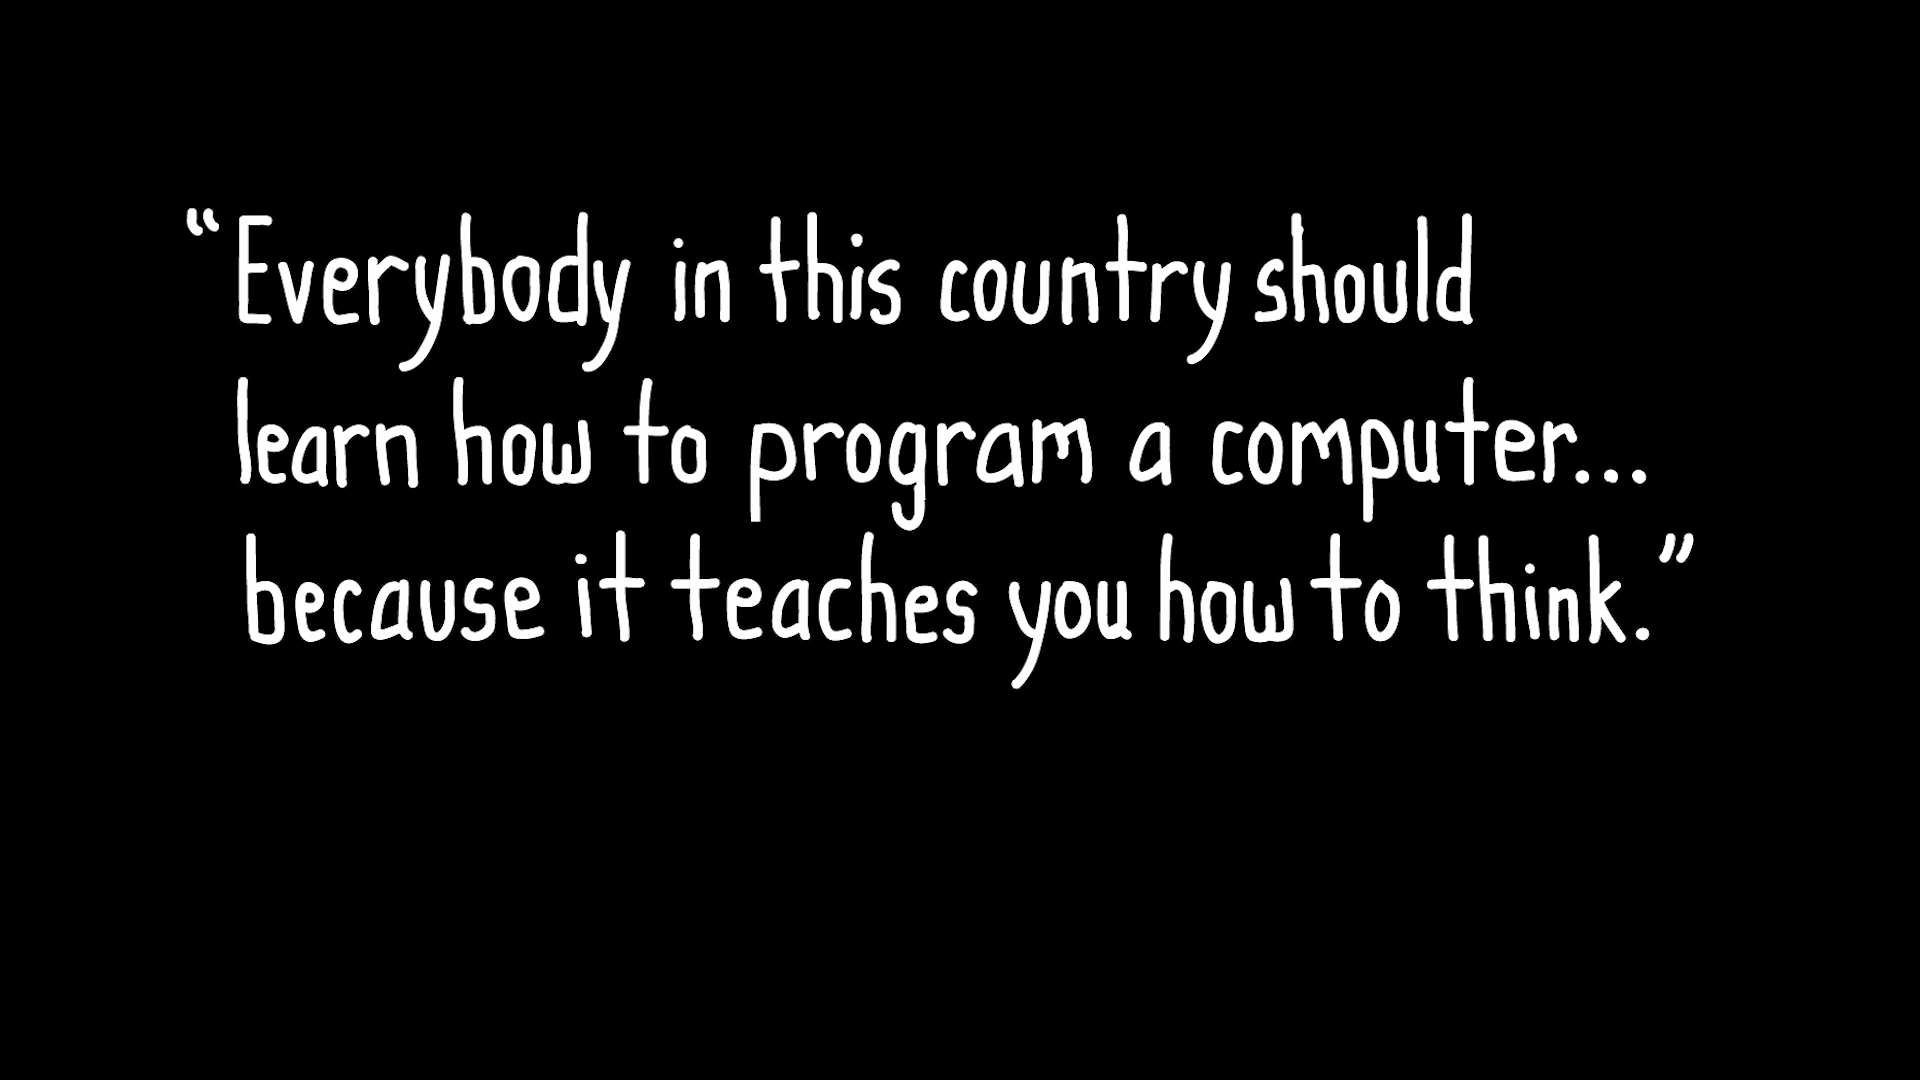 “Everybody in this country should
learn how to program a computer...
because it teaches you how to think.”